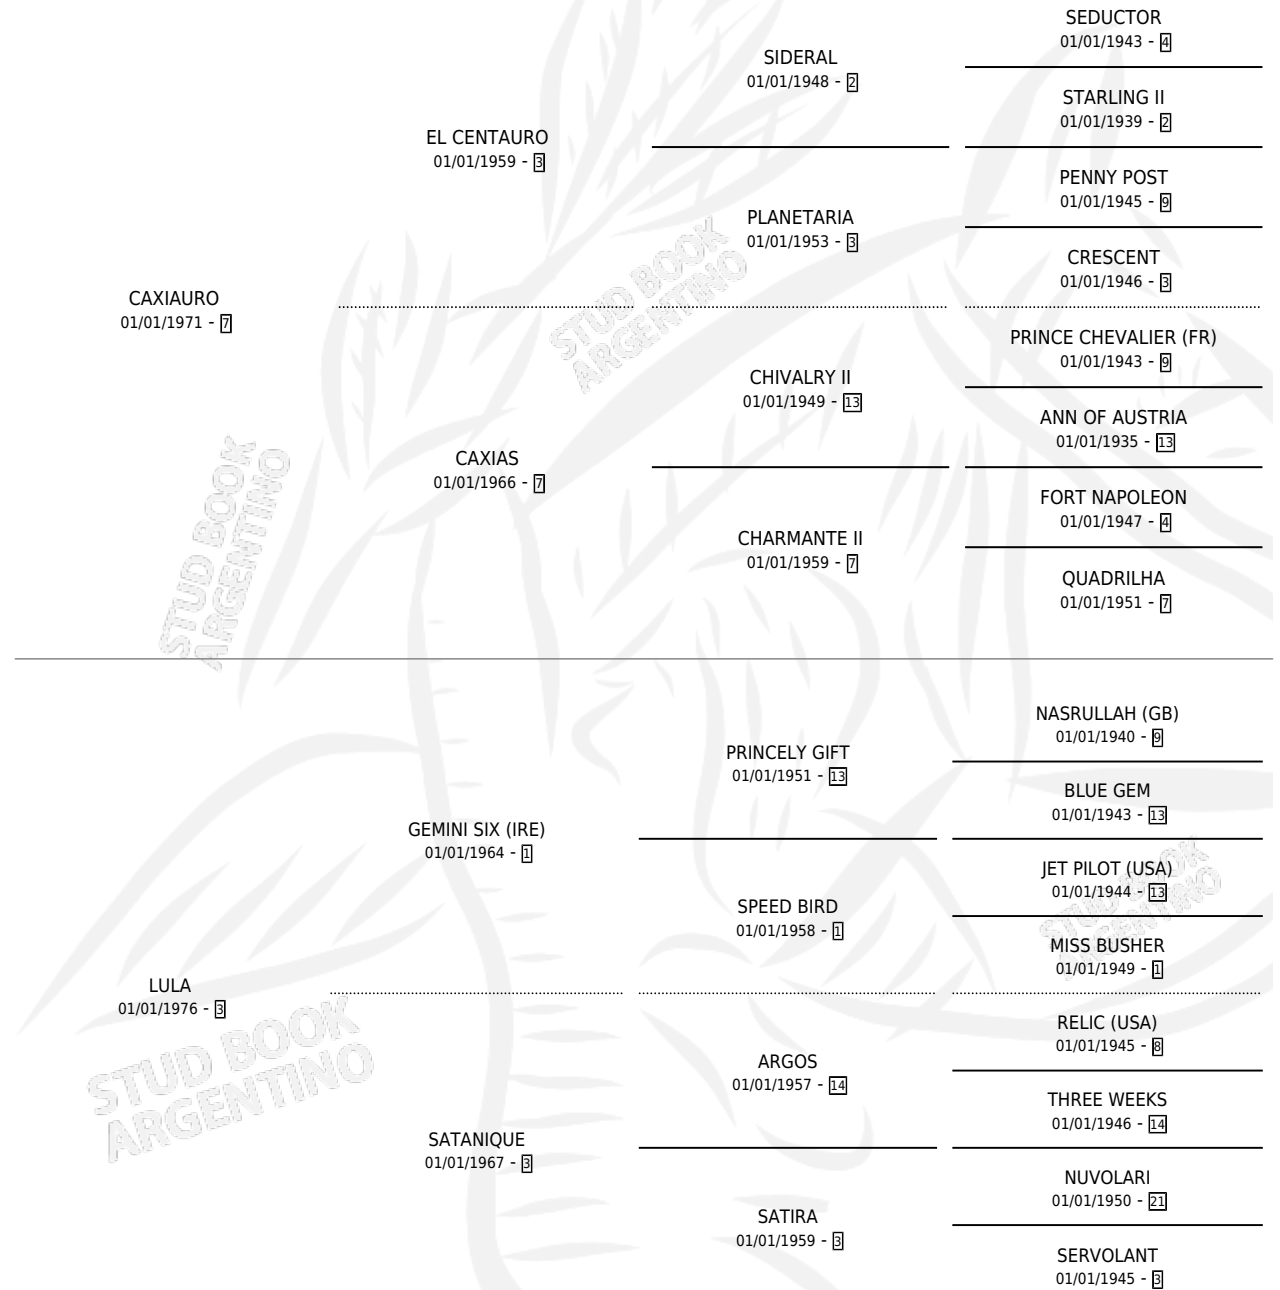 SEDUCTOR
01/01/1943 - 4
SIDERAL
01/01/1948 - 2
STARLING II
01/01/1939 - 2
EL CENTAURO
01/01/1959 - 3
PENNY POST
01/01/1945 - 9
PLANETARIA
01/01/1953 - 3
CRESCENT
01/01/1946 - 3
CAXIAURO
01/01/1971 - 7
PRINCE CHEVALIER (FR)
01/01/1943 - 9
CHIVALRY II
01/01/1949 - 13
ANN OF AUSTRIA
01/01/1935 - 13
CAXIAS
01/01/1966 - 7
FORT NAPOLEON
01/01/1947 - 4
CHARMANTE II
01/01/1959 - 7
QUADRILHA
01/01/1951 - 7
NASRULLAH (GB)
01/01/1940 - 9
PRINCELY GIFT
01/01/1951 - 13
BLUE GEM
01/01/1943 - 13
GEMINI SIX (IRE)
01/01/1964 - 1
JET PILOT (USA)
01/01/1944 - 13
SPEED BIRD
01/01/1958 - 1
MISS BUSHER
01/01/1949 - 1
LULA
01/01/1976 - 3
RELIC (USA)
01/01/1945 - 8
ARGOS
01/01/1957 - 14
THREE WEEKS
01/01/1946 - 14
SATANIQUE
01/01/1967 - 3
NUVOLARI
01/01/1950 - 21
SATIRA
01/01/1959 - 3
SERVOLANT
01/01/1945 - 3
STUD BOOK
ARGENTINO
STUD BOOK
ARGENTINO
STUD BOOK
ARGENTINO
STUD BOOK
ARGENTINO